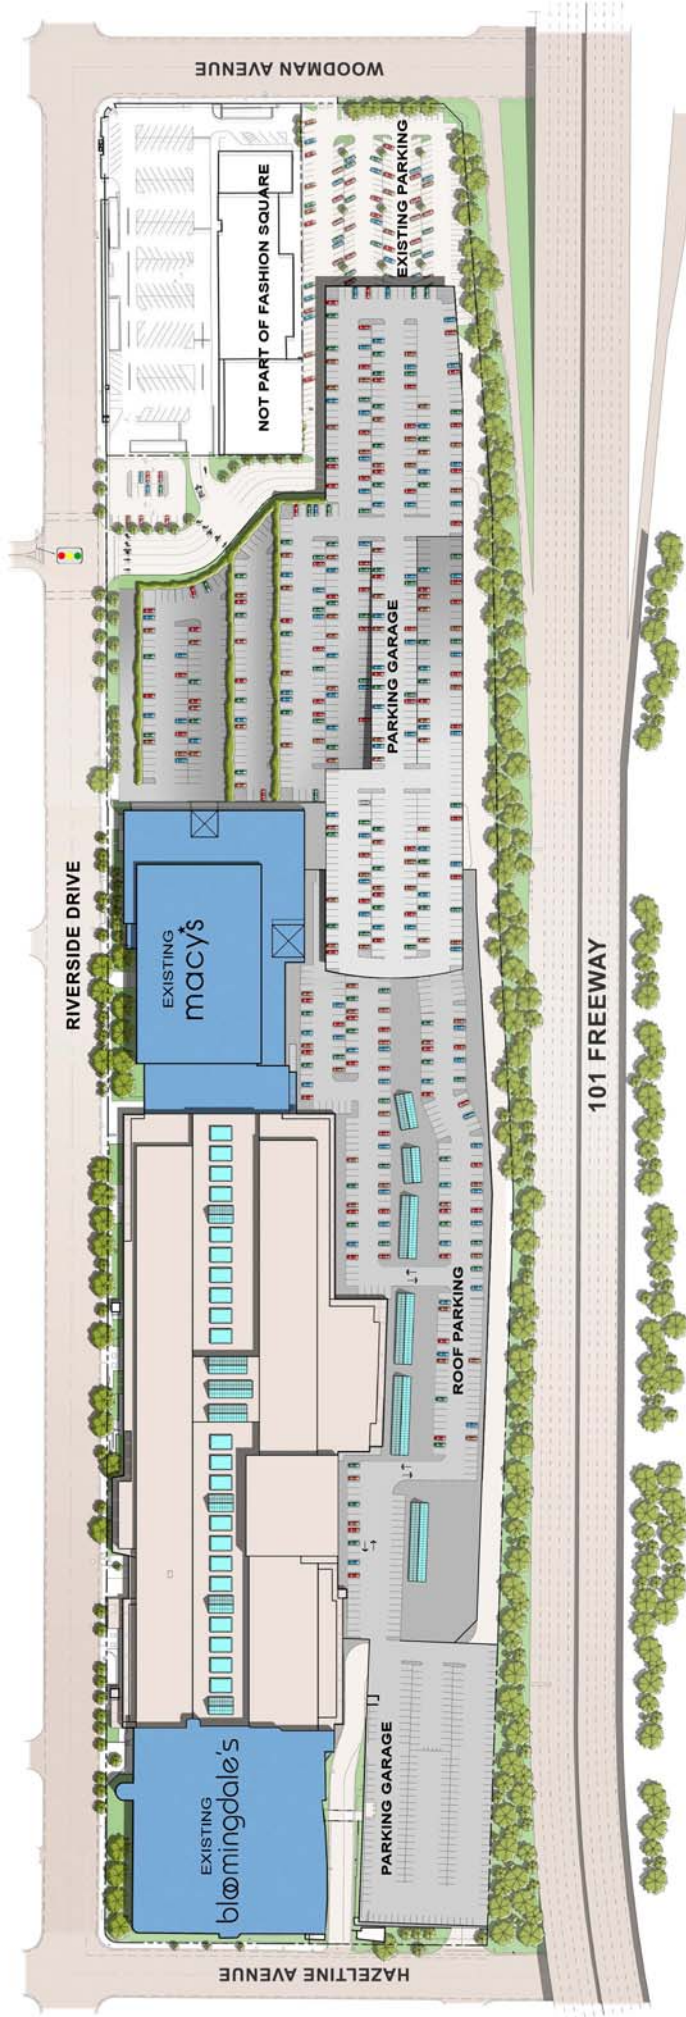 WOODMAN AVENUE
NOT PART OF FASHION SQUARE
EXISTING PARKING
PARKING GARAGE
RIVERSIDE DRIVE
EXISTING
macy's
101 FREEWAY
ROOF PARKING
EXISTING
bloomingdale's
PARKING GARAGE
HAZELTINE AVENUE